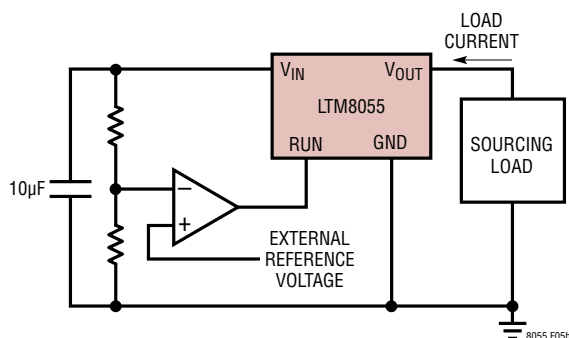 LOAD
CURRENT
VIN
VOUT
LTM8055
RUN
GND
SOURCING
LOAD
10µF
−
+
EXTERNAL
REFERENCE
VOLTAGE
8055 F05b